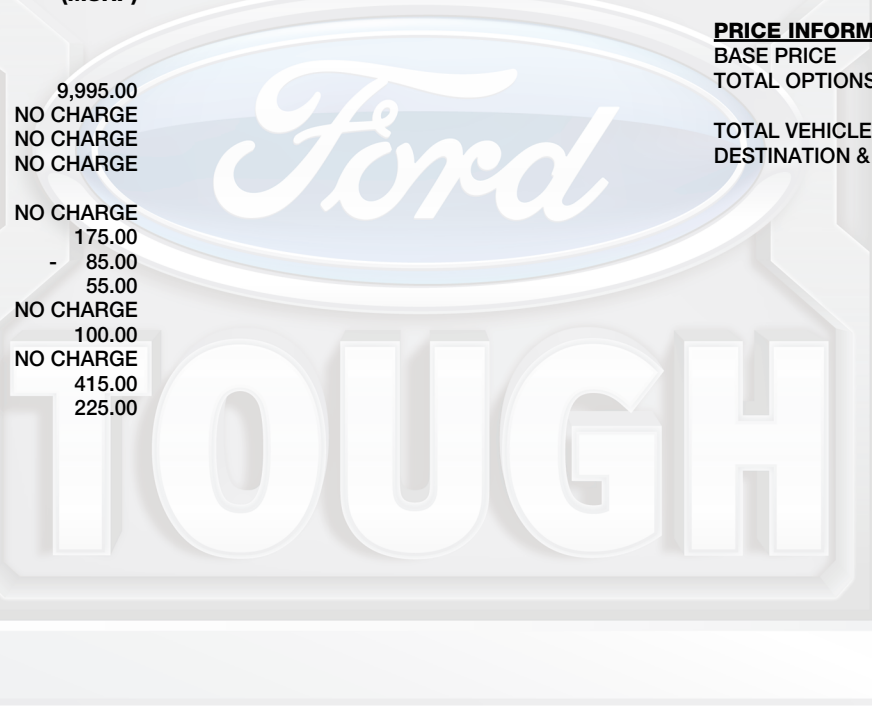 9,995.00
NO CHARGE
NO CHARGE
NO CHARGE
NO CHARGE
175.00
- 85.00
55.00
NO CHARGE
100.00
NO CHARGE
415.00
225.00
PRICE INFORM
BASE PRICE
TOTAL OPTIONS
TOTAL VEHICLE
DESTINATION &
Ford
TOUGH